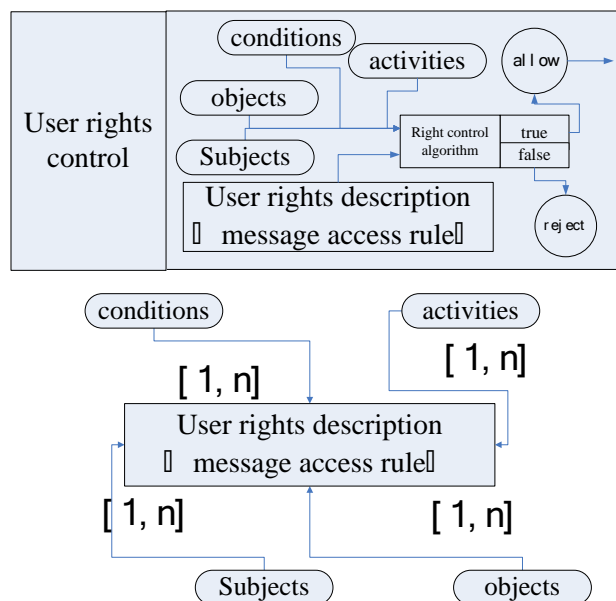 conditions
activities
allow
objects
User rights
control
Right control
algorithm
true
false
Subjects
User rights description
▯ message access rule▯
reject
conditions
activities
[ 1, n]
[ 1, n]
User rights description
▯ message access rule▯
[ 1, n]
[ 1, n]
Subjects
objects